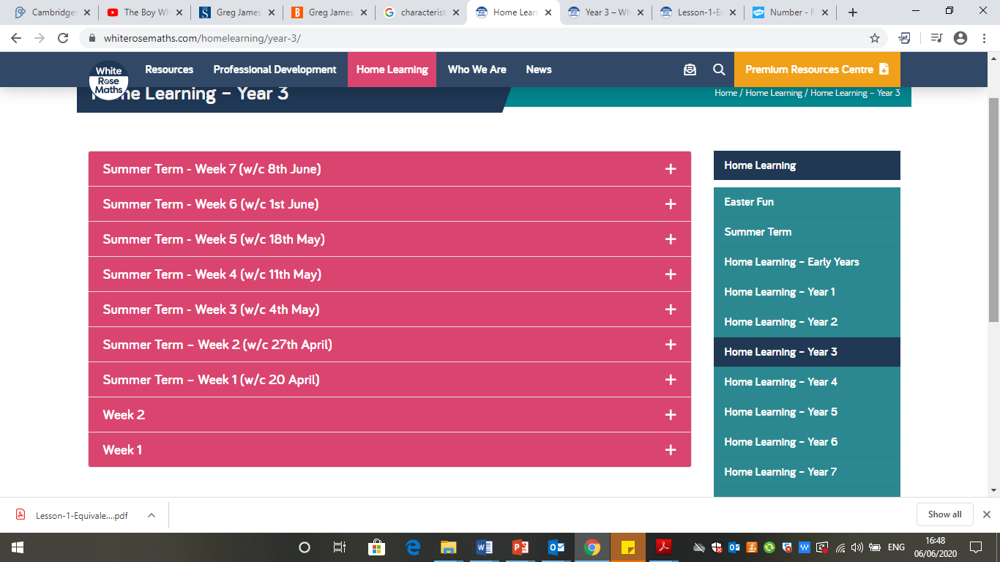 Cambridge
The Boy Wh
Greg James
Greg James
characterist
Home Learn
Year 3 – Wh
Lesson-1-Ec
Number - F
whiterosemaths.com/homelearning/year-3/
White
Rose
Maths
Resources
Professional Development
Home Learning
Who We Are
News
Premium Resources Centre
Home Learning – Year 3
Home / Home Learning / Home Learning – Year 3
Summer Term - Week 7 (w/c 8th June)
Summer Term - Week 6 (w/c 1st June)
Summer Term - Week 5 (w/c 18th May)
Summer Term - Week 4 (w/c 11th May)
Summer Term - Week 3 (w/c 4th May)
Summer Term – Week 2 (w/c 27th April)
Summer Term – Week 1 (w/c 20 April)
Week 2
Week 1
Home Learning
Easter Fun
Summer Term
Home Learning – Early Years
Home Learning – Year 1
Home Learning – Year 2
Home Learning – Year 3
Home Learning – Year 4
Home Learning – Year 5
Home Learning – Year 6
Home Learning – Year 7
Lesson-1-Equivale....pdf
Show all
ENG
16:48
06/06/2020